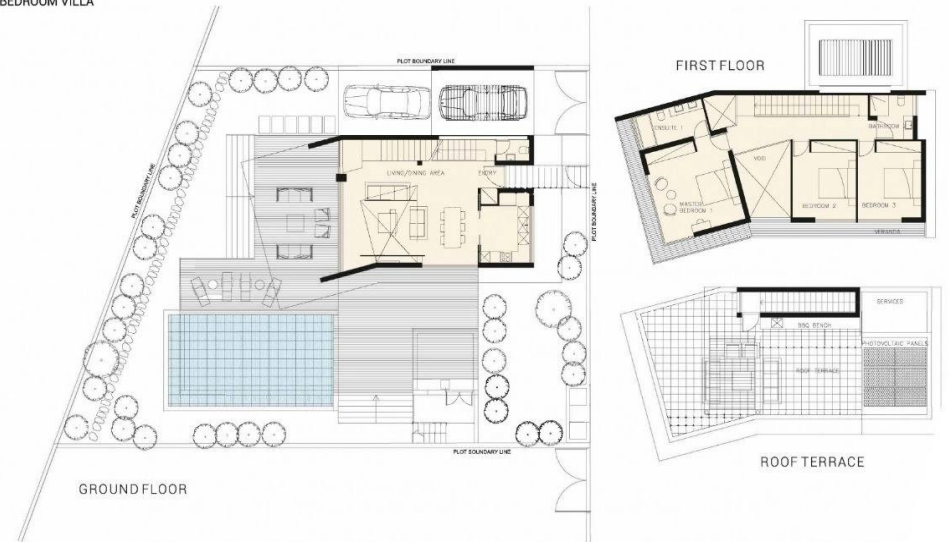 BEDROOM VILLA
PLOT BOUNDARY LINE
PLOT BOUNDARY LINE
PLOT BOUNDARY LINE
PLOT BOUNDARY LINE
LIVING/DINING AREA
ENTRY
GROUND FLOOR
FIRST FLOOR
ENSUITE 1
BATHROOM
VOID
MASTER
BEDROOM 1
BEDROOM 2
BEDROOM 3
VERANDA
SERVICES
BBQ BENCH
PHOTOVOLTAIC PANELS
ROOF TERRACE
ROOF TERRACE